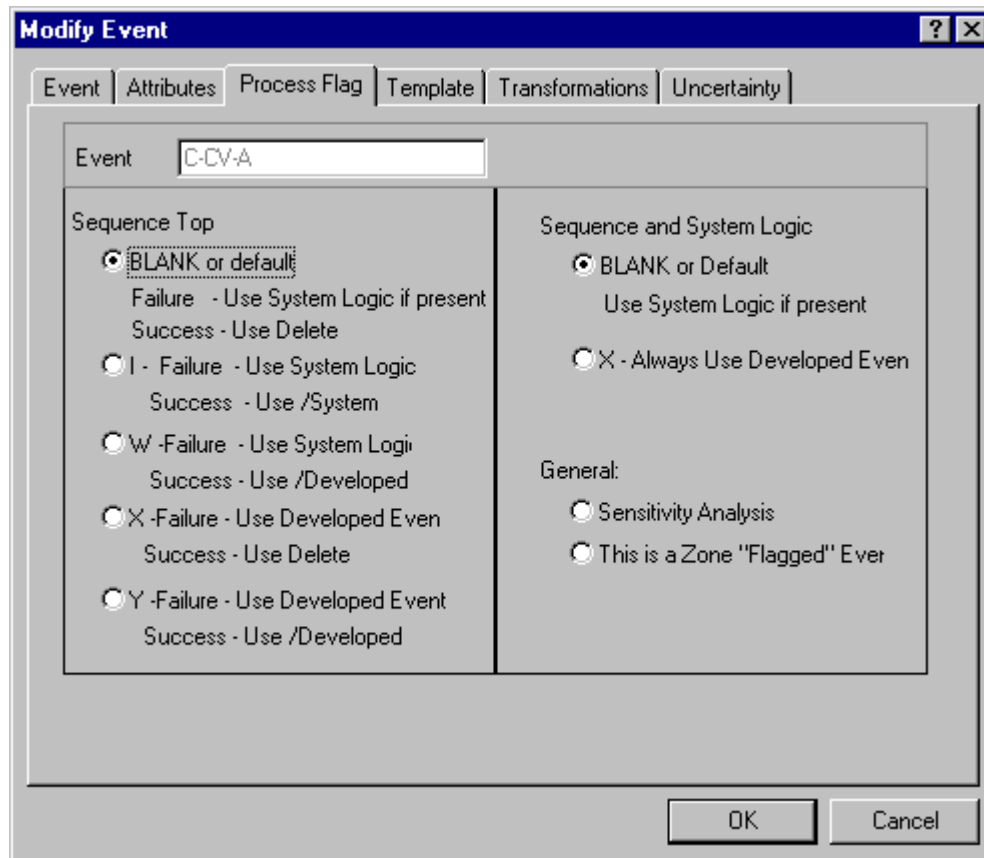 Modify Event
Event Attributes Process Flag Template Transformations Uncertainty
Event C-CV-A
Sequence Top
BLANK or default
Failure - Use System Logic if present
Success - Use Delete
I - Failure - Use System Logic
Success - Use /System
W -Failure - Use System Logi
Success - Use /Developed
X -Failure - Use Developed Even
Success - Use Delete
Y -Failure - Use Developed Event
Success - Use /Developed
Sequence and System Logic
BLANK or Default
Use System Logic if present
X - Always Use Developed Even
General:
Sensitivity Analysis
This is a Zone "Flagged" Ever
OK Cancel